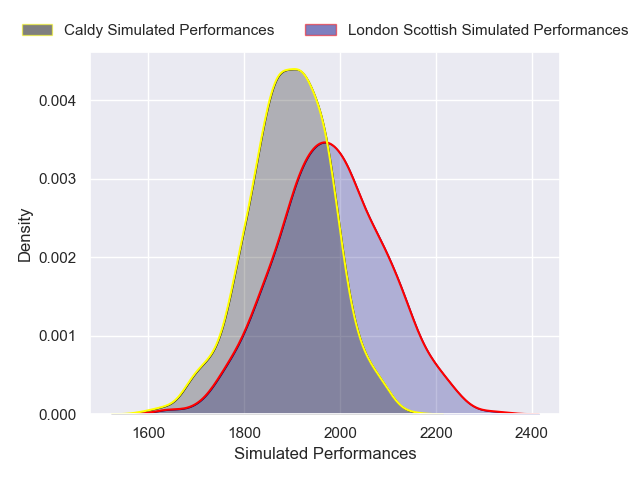 Caldy Simulated Performances
London Scottish Simulated Performances
0.004
0.003
0.002
0.001
0.000
Density
1600
1800
2000
2200
2400
Simulated Performances